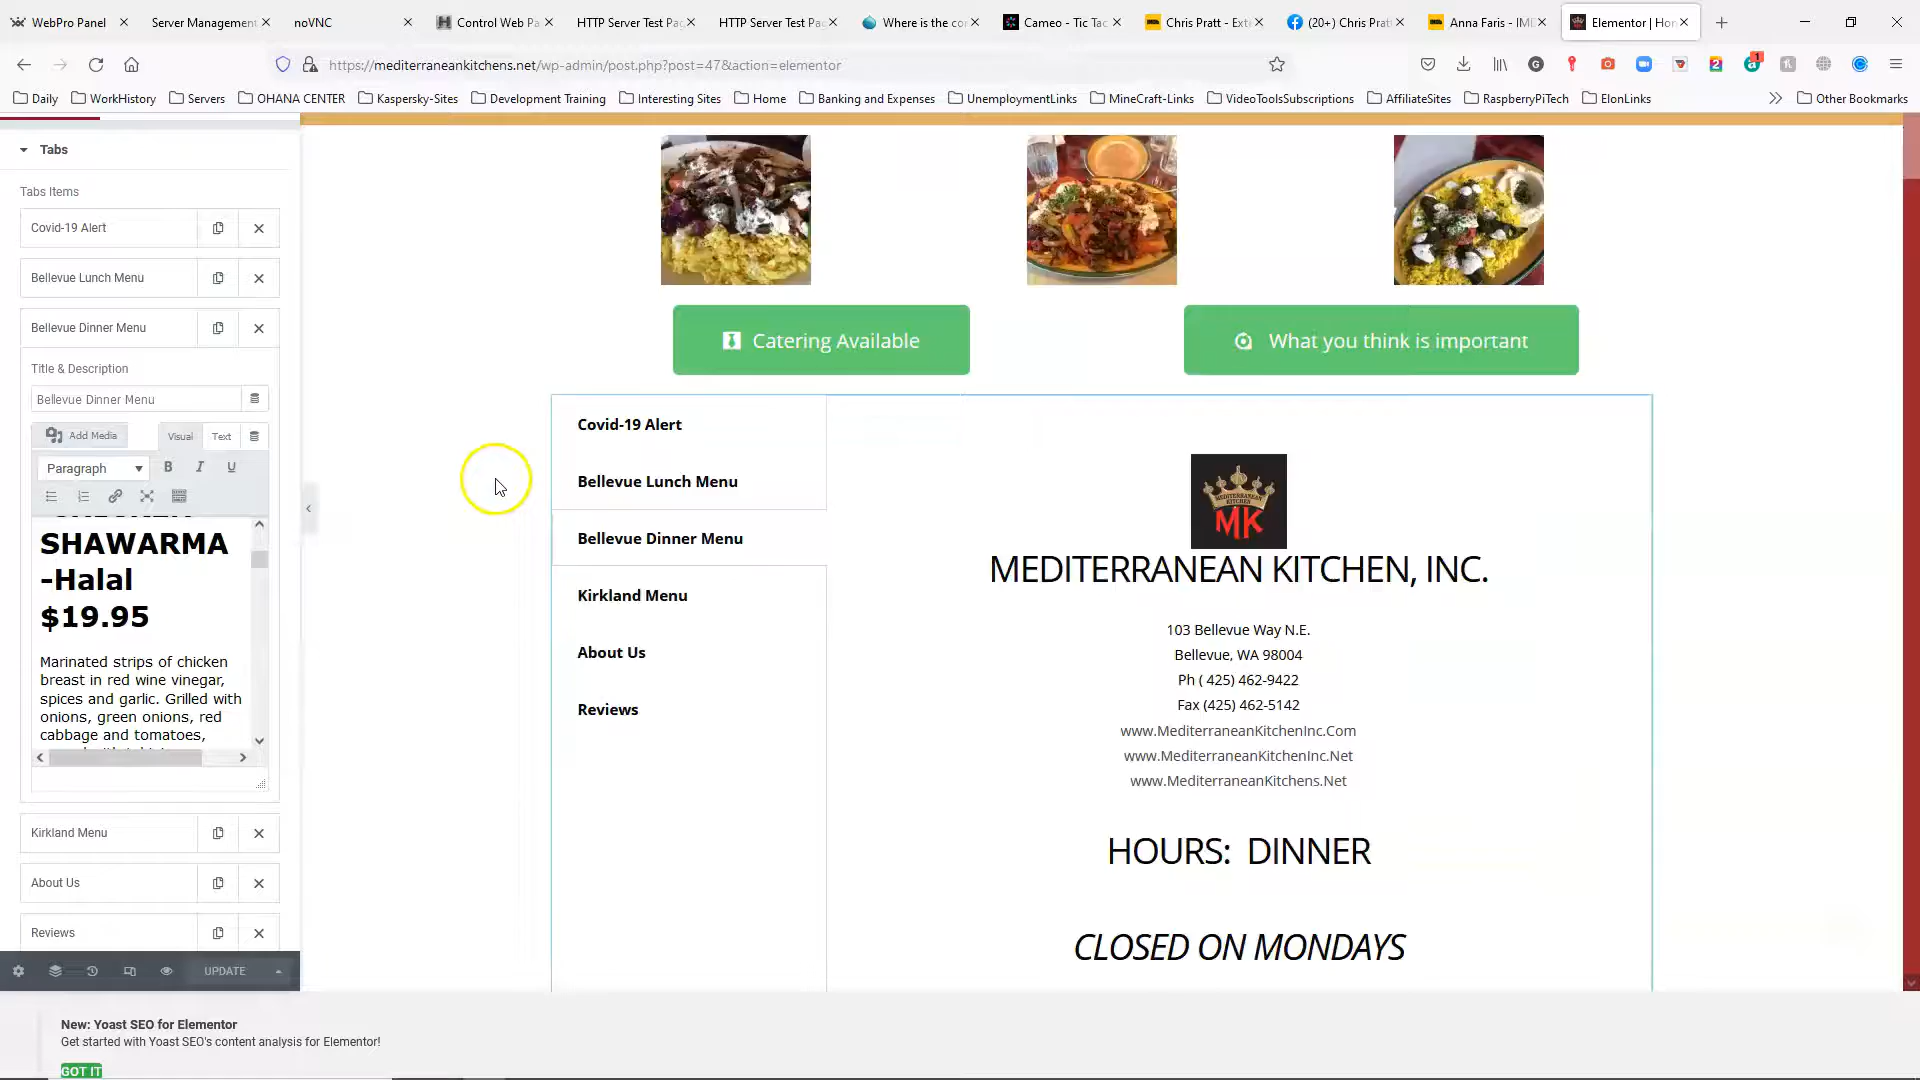 WebPro Panel
Server Management
noVNC
Control Web Pa
HTTP Server Test Pag
HTTP Server Test Pag
Where is the co
Cameo - Tic Tac
Chris Pratt - Exte
(20+) Chris Prat
Anna Faris - IMD
Elementor | Hom
https://mediterraneankitchens.net/wp-admin/post.php?post=47&action=elementor
Daily
WorkHistory
Servers
OHANA CENTER
Kaspersky-Sites
Development Training
Interesting Sites
Home
Banking and Expenses
UnemploymentLinks
MineCraft-Links
VideoToolsSubscriptions
AffiliateSites
RaspberryPiTech
ElonLinks
Other Bookmarks
Tabs
Tabs Items
Covid-19 Alert
Bellevue Lunch Menu
Bellevue Dinner Menu
Title & Description
Bellevue Dinner Menu
Add Media
Visual
Text
Paragraph
B
I
U
SHAWARMA
-Halal
$19.95
Marinated strips of chicken
breast in red wine vinegar,
spices and garlic. Grilled with
onions, green onions, red
cabbage and tomatoes,
Kirkland Menu
About Us
Reviews
UPDATE
New: Yoast SEO for Elementor
Get started with Yoast SEO's content analysis for Elementor!
GOT IT
Catering Available
What you think is important
Covid-19 Alert
Bellevue Lunch Menu
Bellevue Dinner Menu
Kirkland Menu
About Us
Reviews
MEDITERRANEAN
KITCHEN
MK
MEDITERRANEAN KITCHEN, INC.
103 Bellevue Way N.E.
Bellevue, WA 98004
Ph ( 425) 462-9422
Fax (425) 462-5142
www.MediterraneanKitchenInc.Com
www.MediterraneanKitchenInc.Net
www.MediterraneanKitchens.Net
HOURS:  DINNER
CLOSED ON MONDAYS